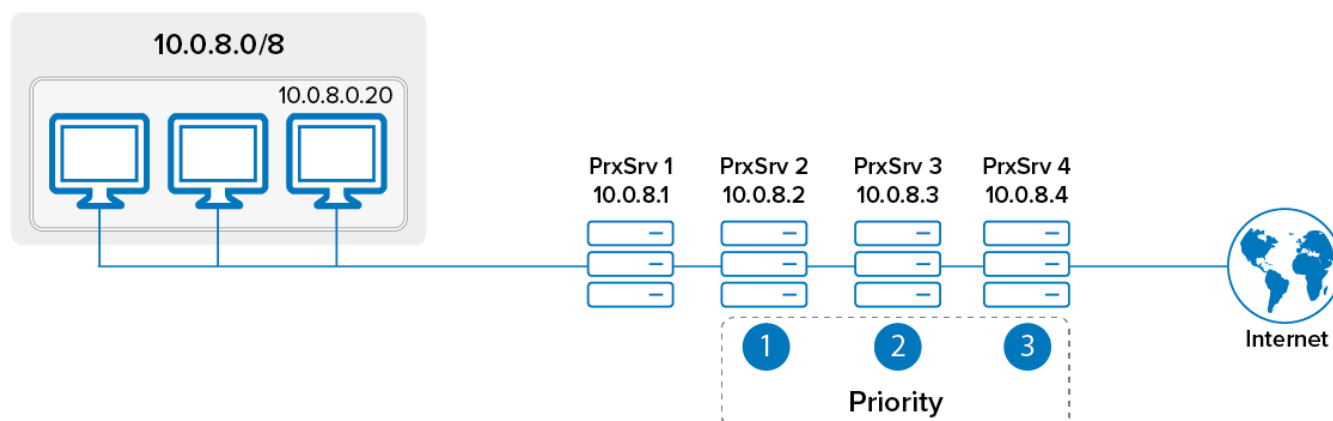 10.0.8.0/8
10.0.8.0.20
PrxSrv 1
10.0.8.1
PrxSrv 2
10.0.8.2
PrxSrv 3
10.0.8.3
PrxSrv 4
10.0.8.4
1
2
3
Priority
Internet